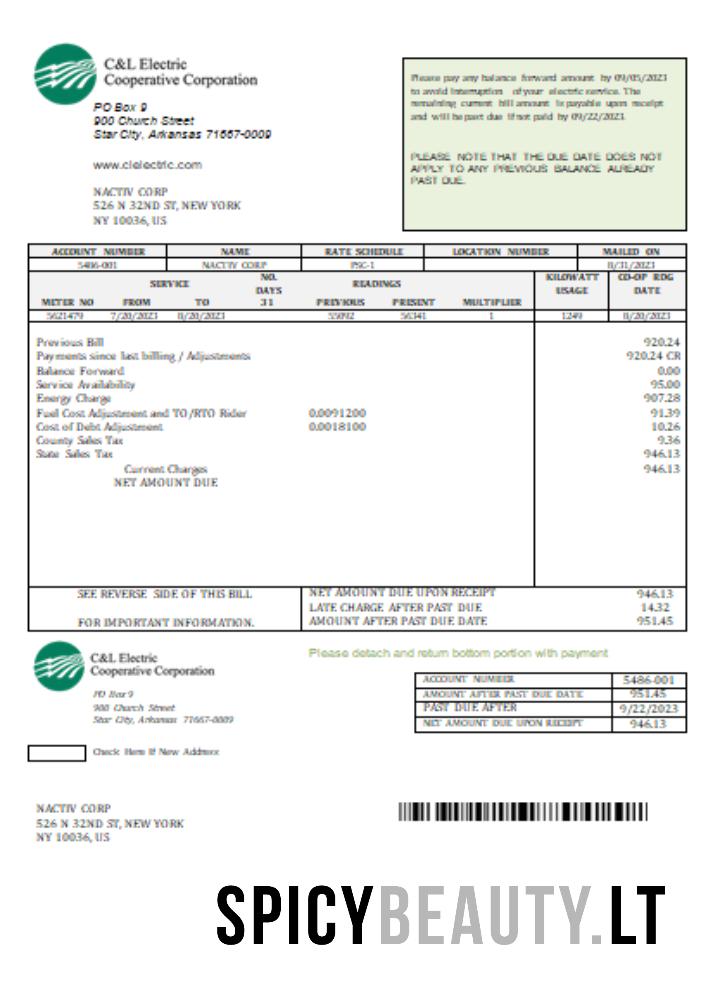 C&L Electric
Cooperative Corporation
PO Box 9
900 Church Street
Star City, Arkansas 71667-0009
www.clelectric.com
NACTIV CORP
526 N 32ND ST, NEW YORK
NY 10036, US
Please pay any balance forward amount by 09/05/2023
to avoid interruption of your electric service. The
remaining current bill amount is payable upon receipt
and will be past due if not paid by 09/22/2023.
PLEASE NOTE THAT THE DUE DATE DOES NOT
APPLY TO ANY PREVIOUS BALANCE ALREADY
PAST DUE.
ACCOUNT NUMBER NAME RATE SCHEDULE LOCATION NUMBER MAILED ON
5486-001 NACTIV CORP PSC-1 8/31/2023
SERVICE NO. DAYS 31 READINGS KILOWATT USAGE CO-OP RDG DATE
METER NO FROM TO PREVIOUS PRESENT MULTIPLIER
5621479 7/20/2023 8/20/2023 55092 56341 1 1249 8/20/2023
Previous Bill 920.24
Payments since last billing / Adjustments 920.24 CR
Balance Forward 0.00
Service Availability 95.00
Energy Charge 907.28
Fuel Cost Adjustment and TO/RTO Rider 0.0091200 91.39
Cost of Debt Adjustment 0.0018100 10.26
County Sales Tax 9.36
State Sales Tax 946.13
Current Charges 946.13
NET AMOUNT DUE
SEE REVERSE SIDE OF THIS BILL
FOR IMPORTANT INFORMATION.
NET AMOUNT DUE UPON RECEIPT 946.13
LATE CHARGE AFTER PAST DUE 14.32
AMOUNT AFTER PAST DUE DATE 951.45
C&L Electric
Cooperative Corporation
PO Box 9
900 Church Street
Star City, Arkansas 71667-0009
Please detach and return bottom portion with payment
ACCOUNT NUMBER 5486-001
AMOUNT AFTER PAST DUE DATE 951.45
PAST DUE AFTER 9/22/2023
NET AMOUNT DUE UPON RECEIPT 946.13
Check Here If New Address
NACTIV CORP
526 N 32ND ST, NEW YORK
NY 10036, US
SPICYBEAUTY.LT